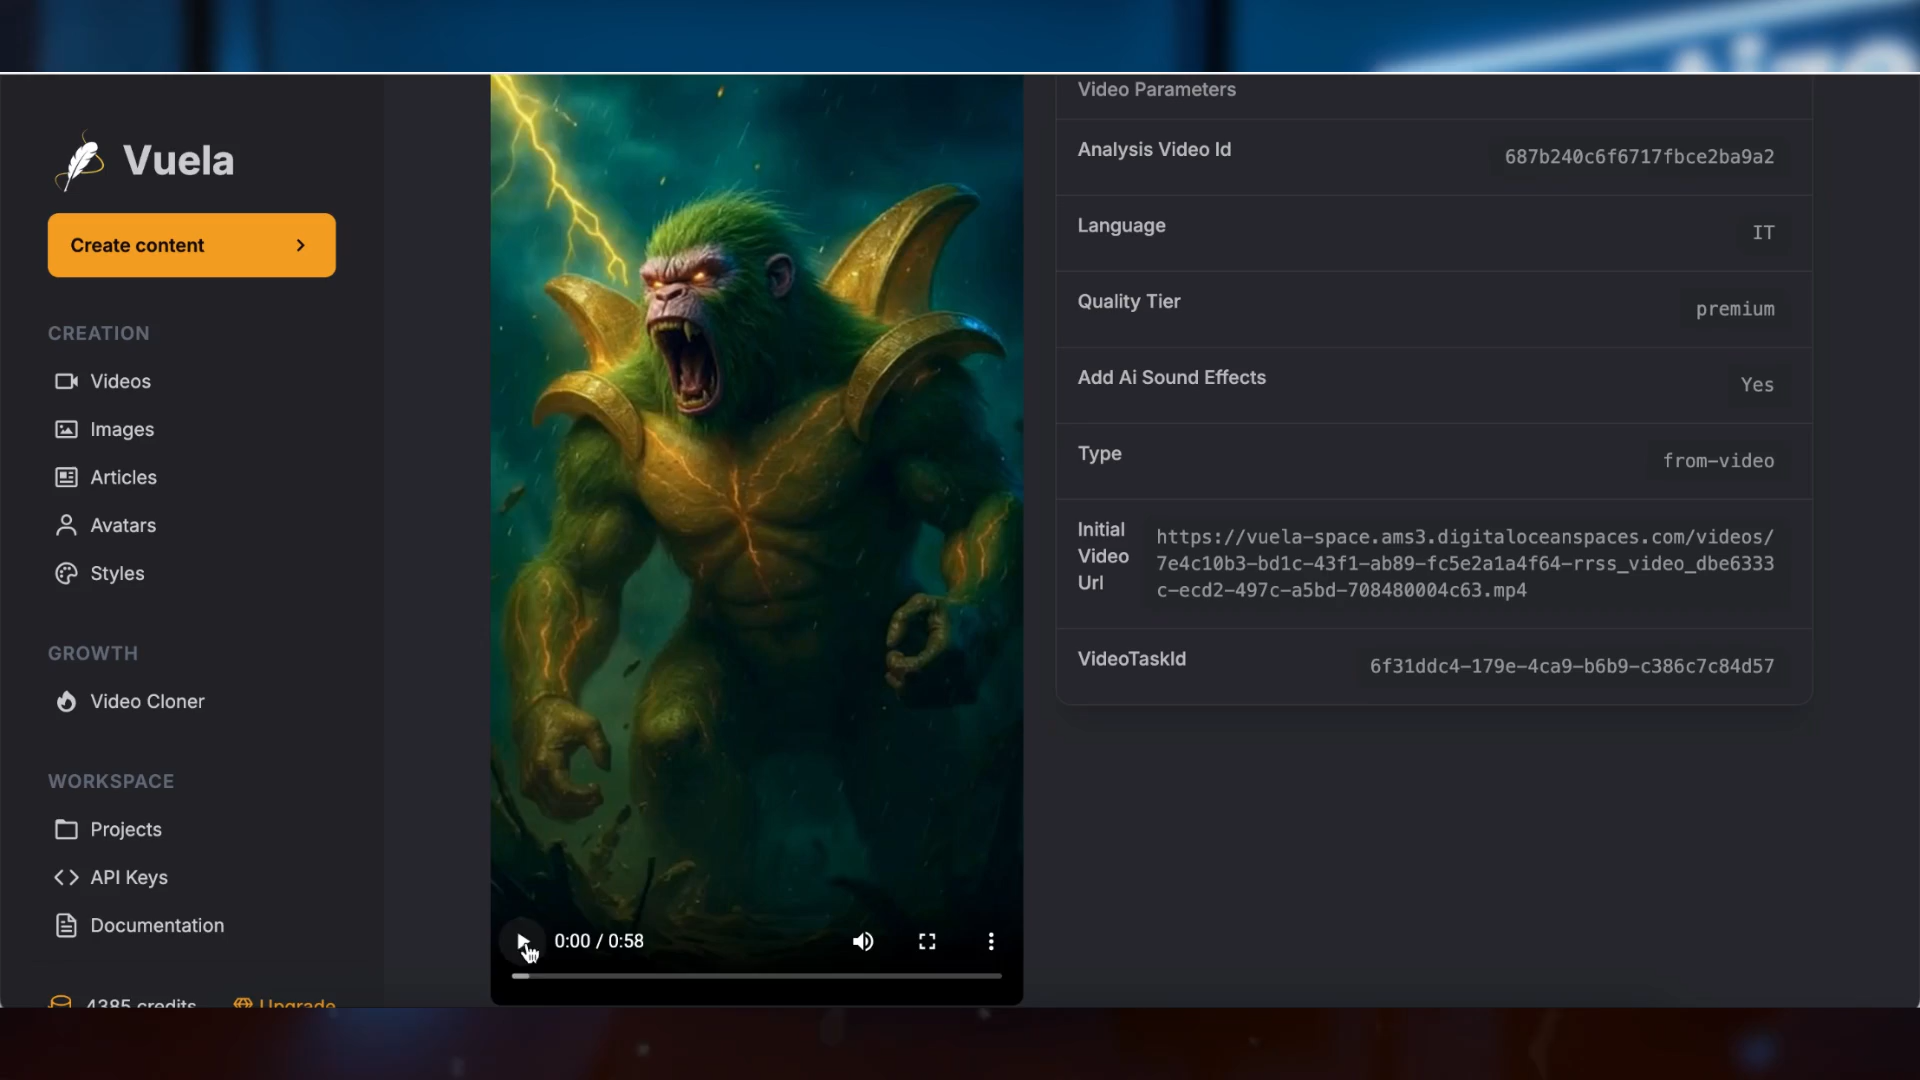 Vuela
Create content
CREATION
Videos
Images
Articles
Avatars
Styles
GROWTH
Video Cloner
WORKSPACE
Projects
API Keys
Documentation
4385 credits
Upgrade
0:00 / 0:58
Video Parameters
Analysis Video Id
687b240c6f6717fbce2ba9a2
Language
IT
Quality Tier
premium
Add Ai Sound Effects
Yes
Type
from-video
Initial
Video
Url
https://vuela-space.ams3.digitaloceanspaces.com/videos/
7e4c10b3-bd1c-43f1-ab89-fc5e2a1a4f64-rrss_video_dbe6333
c-ecd2-497c-a5bd-708480004c63.mp4
VideoTaskId
6f31ddc4-179e-4ca9-b6b9-c386c7c84d57